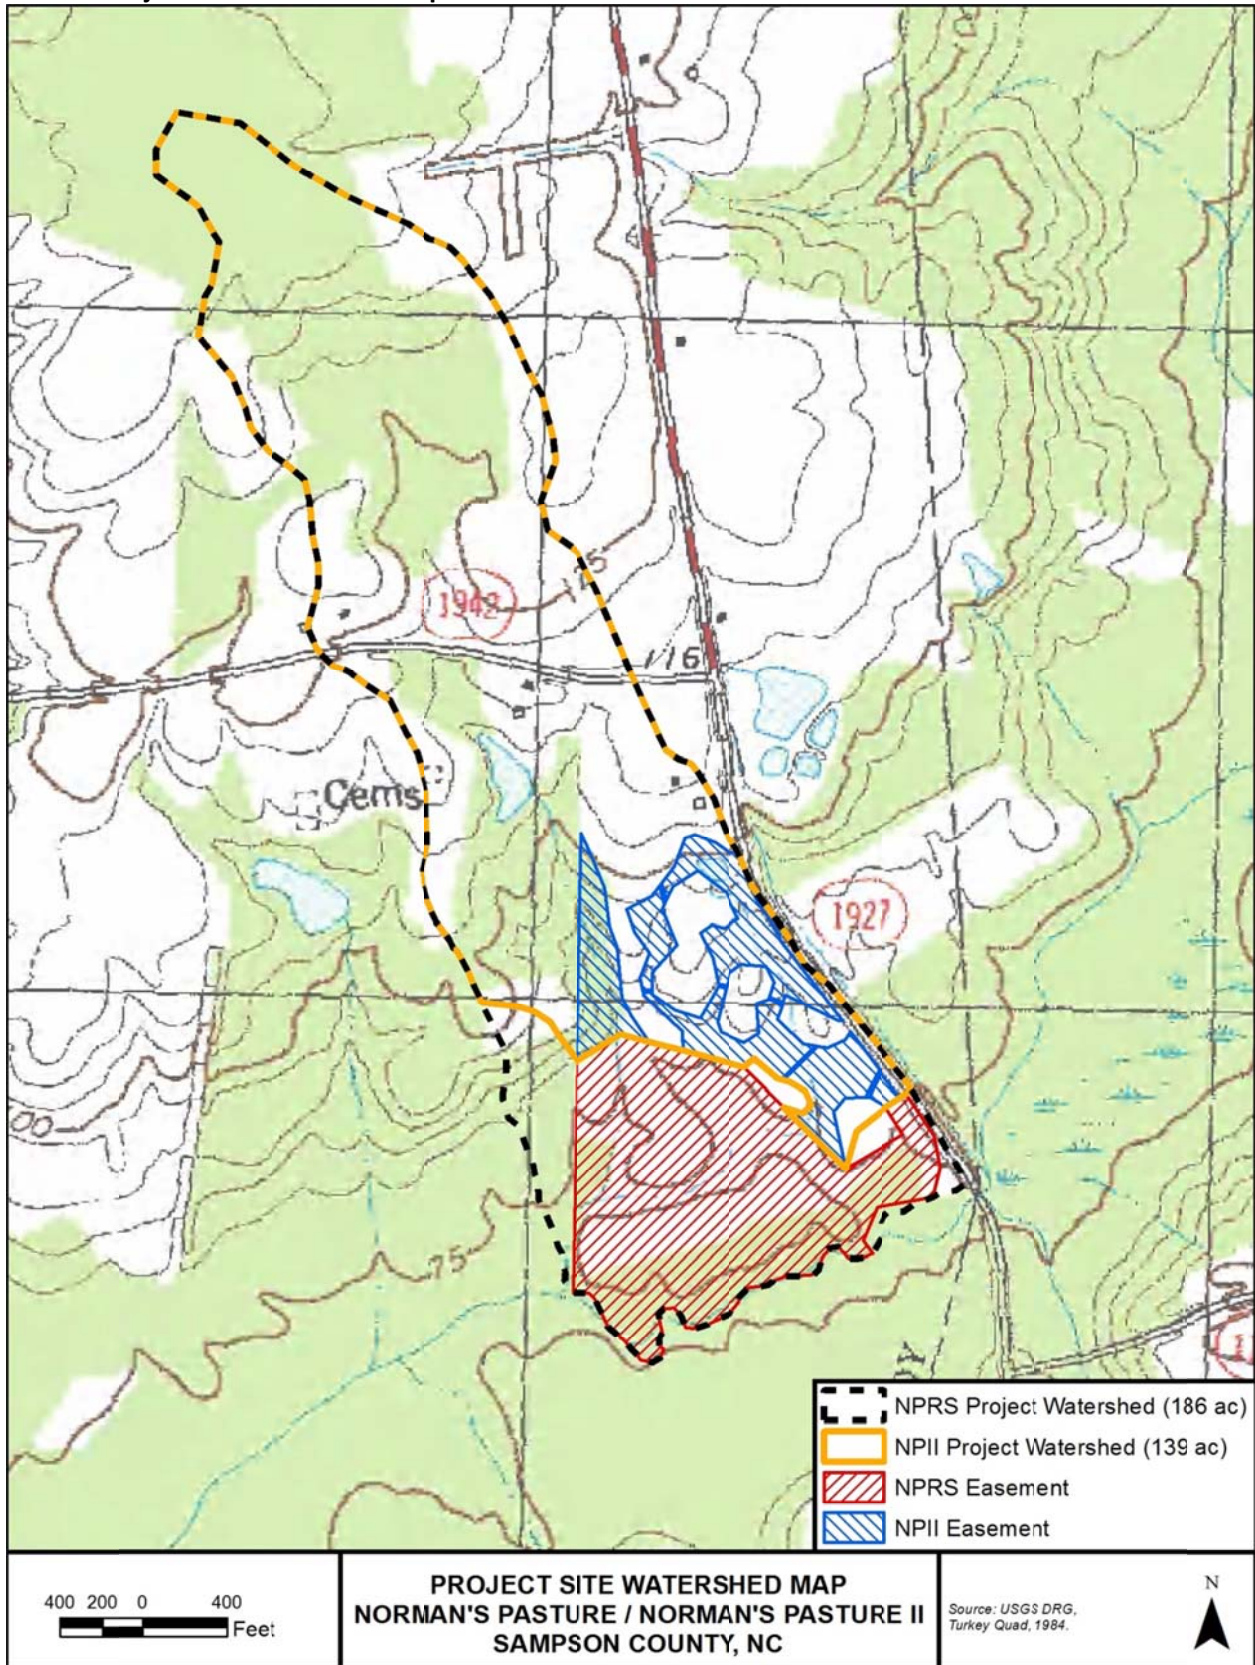 1942
175
116
Cems
1927
00
75
NPRS Project Watershed (186 ac)
NPII Project Watershed (139 ac)
NPRS Easement
NPII Easement
400 200 0 400
Feet
PROJECT SITE WATERSHED MAP
NORMAN'S PASTURE / NORMAN'S PASTURE II
SAMPSON COUNTY, NC
Source: USGS DRG,
Turkey Quad, 1984.
N